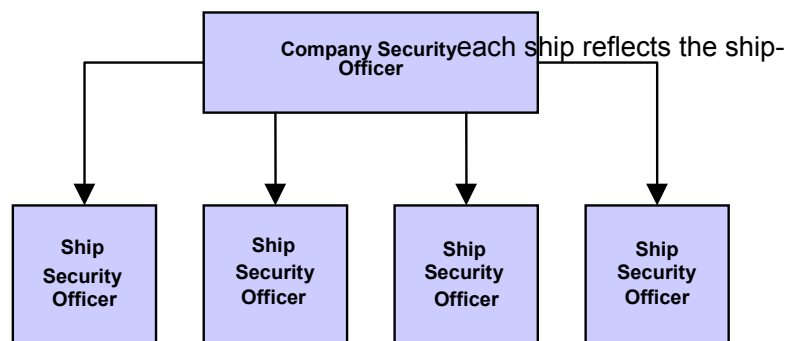 Company Security
Officer
each ship reflects the ship-
Ship
Security
Officer
Ship
Security
Officer
Ship
Security
Officer
Ship
Security
Officer